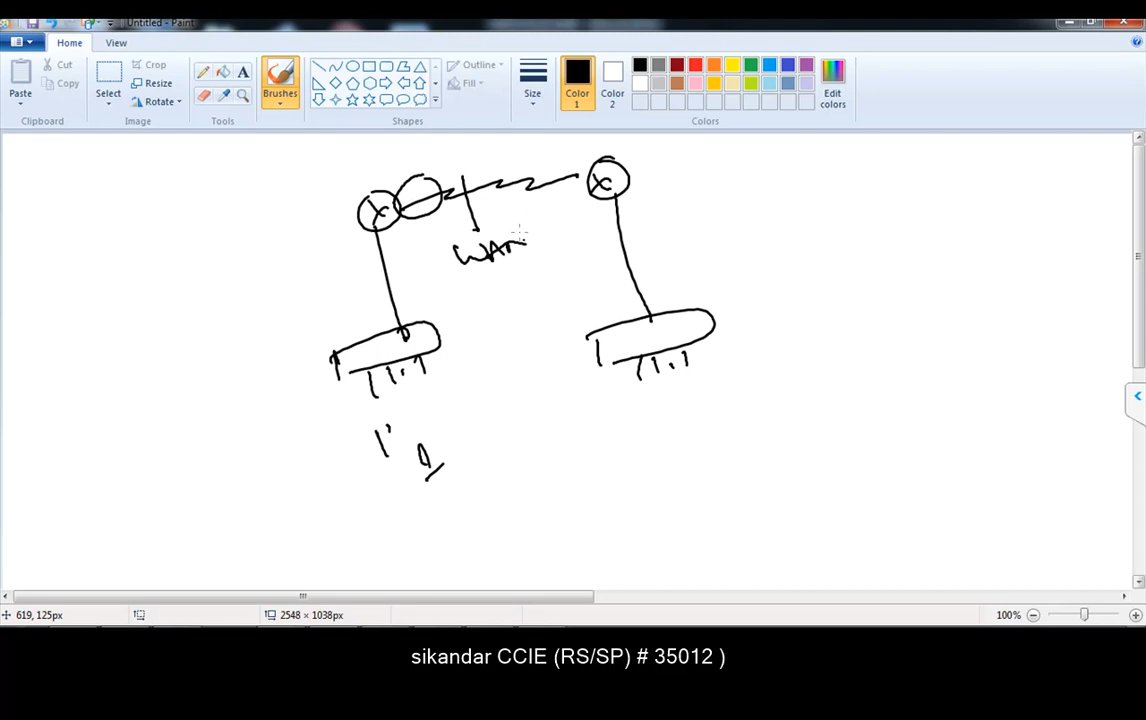 Untitled - Paint
Home View
Paste
Cut
Copy
Select
Crop
Resize
Rotate
Brushes
Outline
Fill
Size
Color 1
Color 2
Edit colors
Clipboard Image Tools Shapes Colors
X X
WAN
619, 125px 2548 × 1038px 100%
sikandar CCIE (RS/SP) # 35012 )